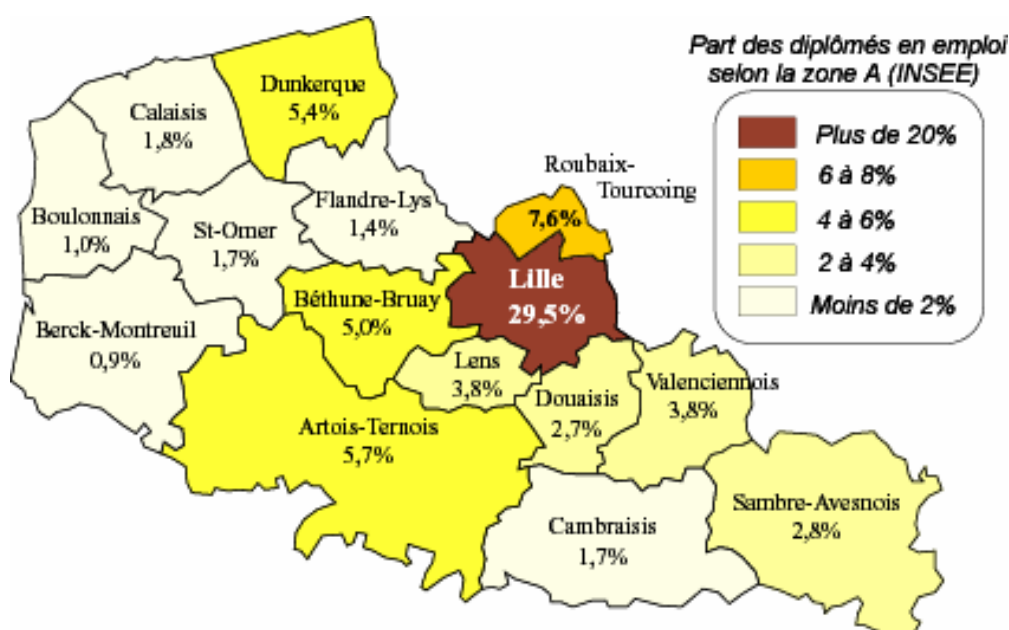 Part des diplômés en emploi
selon la zone A (INSEE)
Plus de 20%
6 à 8%
4 à 6%
2 à 4%
Moins de 2%
Dunkerque
5,4%
Calaisis
1,8%
Roubaix-
Tourcoing
7,6%
Flandre-Lys
1,4%
Boulonnais
1,0%
St-Omer
1,7%
Lille
29,5%
Béthune-Bruay
5,0%
Berck-Montreuil
0,9%
Lens
3,8%
Douaisis
2,7%
Valenciennois
3,8%
Artois-Ternois
5,7%
Sambre-Avesnois
2,8%
Cambraisis
1,7%